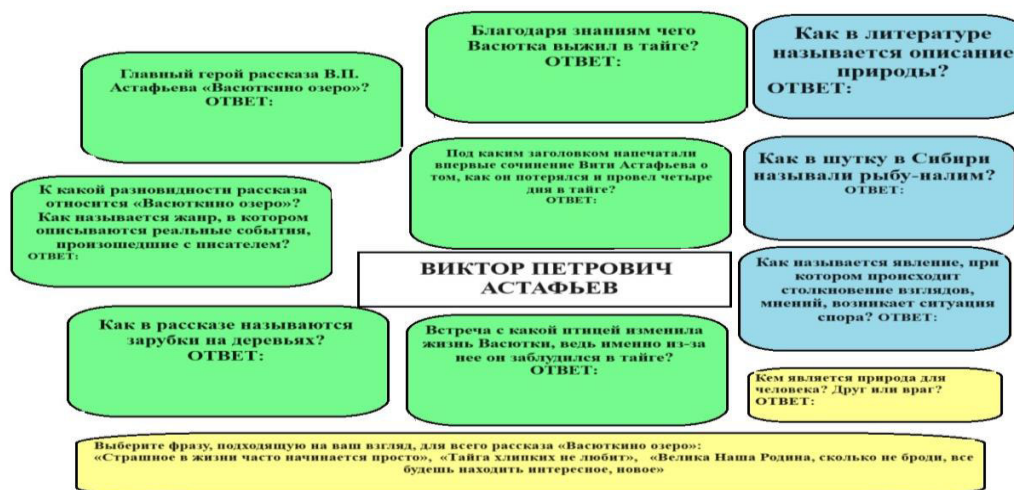 Главный герой рассказа В.П.
Астафьева «Васюткино озеро»?
ОТВЕТ:
Благодаря знаниям чего
Васютка выжил в тайге?
ОТВЕТ:
Как в литературе
называется описание
природы?
ОТВЕТ:
К какой разновидности рассказа
относится «Васюткино озеро»?
Как называется жанр, в котором
описываются реальные события,
произошедшие с писателем?
ОТВЕТ:
Под каким заголовком напечатали
впервые сочинение Вити Астафьева о
том, как он потерялся и провел четыре
дня в тайге?
ОТВЕТ:
Как в шутку в Сибири
называли рыбу-налим?
ОТВЕТ:
ВИКТОР ПЕТРОВИЧ
АСТАФЬЕВ
Как называется явление, при
котором происходит
столкновение взглядов,
мнений, возникает ситуация
спора? ОТВЕТ:
Как в рассказе называются
зарубки на деревьях?
ОТВЕТ:
Встреча с какой птицей изменила
жизнь Васютки, ведь именно из-за
нее он заблудился в тайге?
ОТВЕТ:
Кем является природа для
человека? Друг или враг?
ОТВЕТ:
Выберите фразу, подходящую на ваш взгляд, для всего рассказа «Васюткино озеро»:
«Страшное в жизни часто начинается просто», «Тайга хлипких не любит», «Велика Наша Родина, сколько не броди, все
будешь находить интересное, новое»